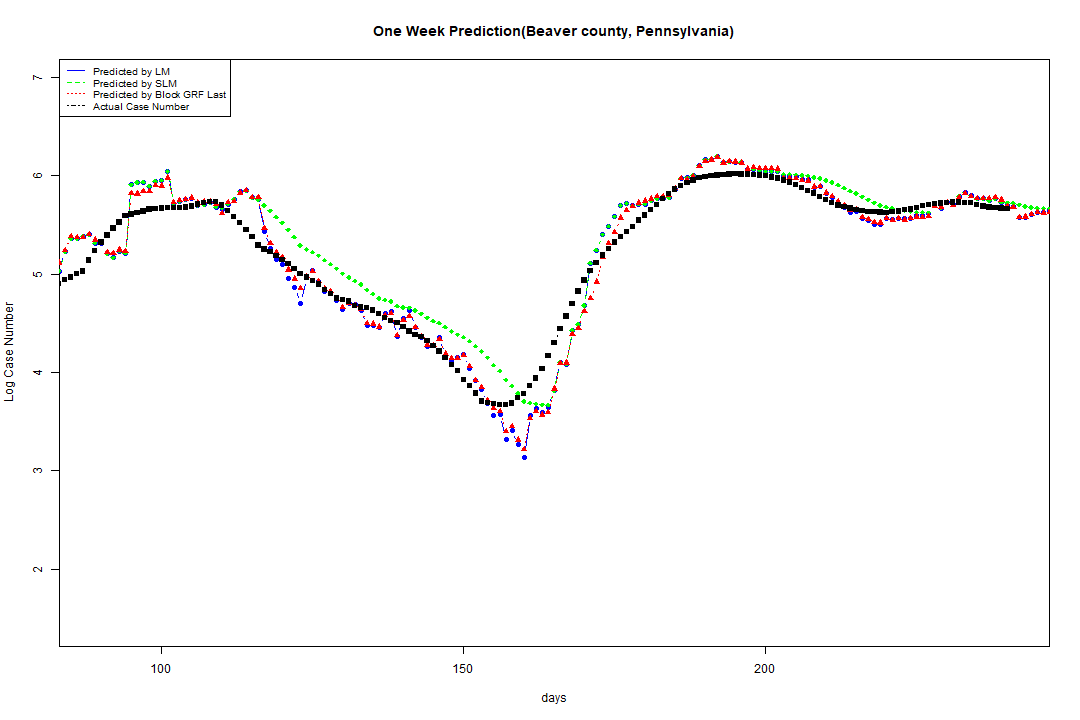 One Week Prediction(Beaver county, Pennsylvania)
Predicted by LM
Predicted by SLM
Predicted by Block GRF Last
Actual Case Number
7
6
5
4
3
2
Log Case Number
100 150 200
days